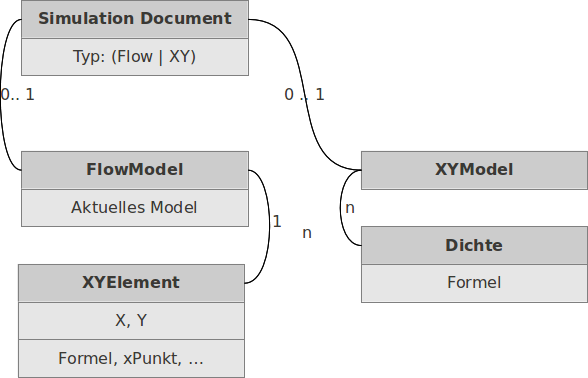 Simulation Document
Typ: (Flow | XY)
0.. 1
0 .. 1
FlowModel
Aktuelles Model
XYModel
n
1
n
Dichte
Formel
XYElement
X, Y
Formel, xPunkt, ...